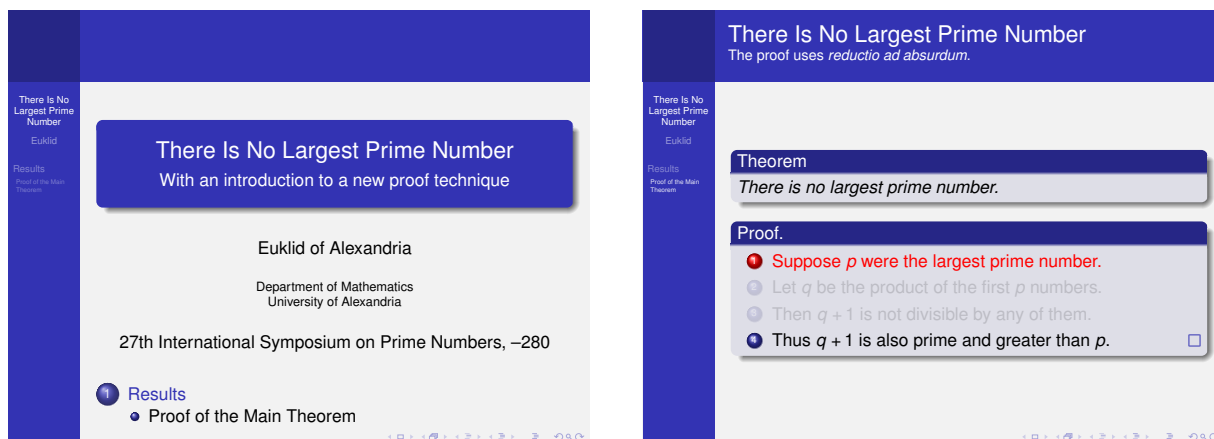 There Is No
Largest Prime
Number
Euklid
Results
Proof of the Main
Theorem
There Is No Largest Prime Number
With an introduction to a new proof technique
Euklid of Alexandria
Department of Mathematics
University of Alexandria
27th International Symposium on Prime Numbers, –280
1 Results
Proof of the Main Theorem
There Is No Largest Prime Number
The proof uses reductio ad absurdum.
There Is No
Largest Prime
Number
Euklid
Results
Proof of the Main
Theorem
Theorem
There is no largest prime number.
Proof.
1 Suppose p were the largest prime number.
2 Let q be the product of the first p numbers.
3 Then q + 1 is not divisible by any of them.
4 Thus q + 1 is also prime and greater than p.